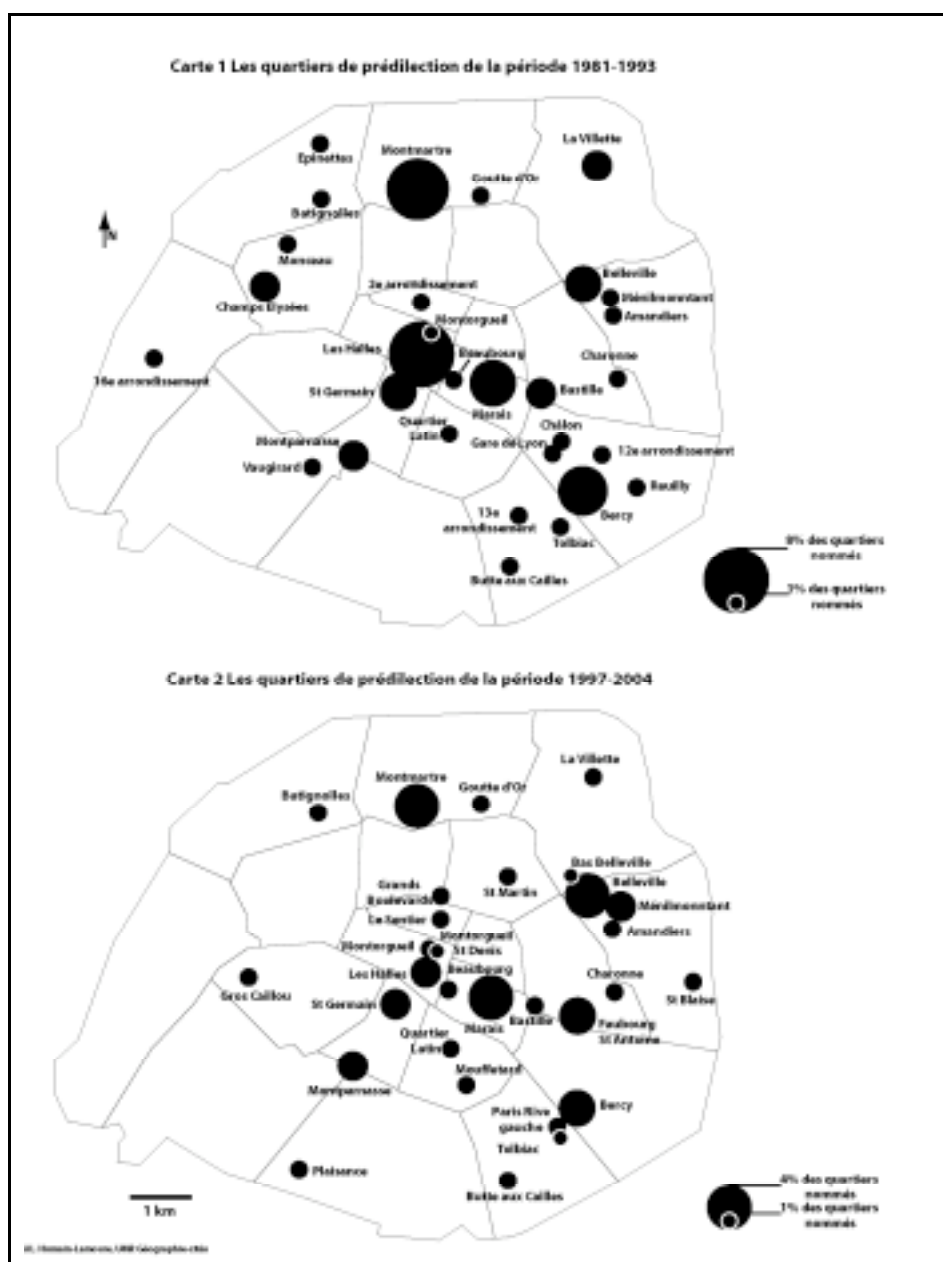 Carte 1 Les quartiers de prédilection de la période 1981-1993
La Villette
Epinettes
Montmartre
Goutte d'Or
Batignolles
N
Monceau
Belleville
2e arrondissement
Ménilmontant
Champs Elysées
Montorgueil
Amandiers
Les Halles
Beaubourg
Charonne
16e arrondissement
St Germain
Marais
Bastille
Quartier
Latin
Châlon
Montparnasse
Gare de Lyon
12e arrondissement
Vaugirard
Reuilly
13e
arrondissement
Bercy
Tolbiac
8% des quartiers
nommés
Butte aux Cailles
des quartiers
nommés
Carte 2 Les quartiers de prédilection de la période 1997-2004
La Villette
Montmartre
Goutte d'Or
Batignolles
Bas Belleville
Grands
Boulevards
St Martin
Belleville
Ménilmontant
Le Sentier
Amandiers
Montorgueil
Montorgueil
St Denis
Les Halles
Beaubourg
Charonne
Gros Caillou
St Germain
St Blaise
Marais
Bastille
Faubourg
St Antoine
Quartier
Latin
Mouffetard
Montparnasse
Bercy
Paris Rive
gauche
Tolbiac
Plaisance
Butte aux Cailles
4% des quartiers
nommés
1% des quartiers
nommés
1 km
UMR Géographie-cités